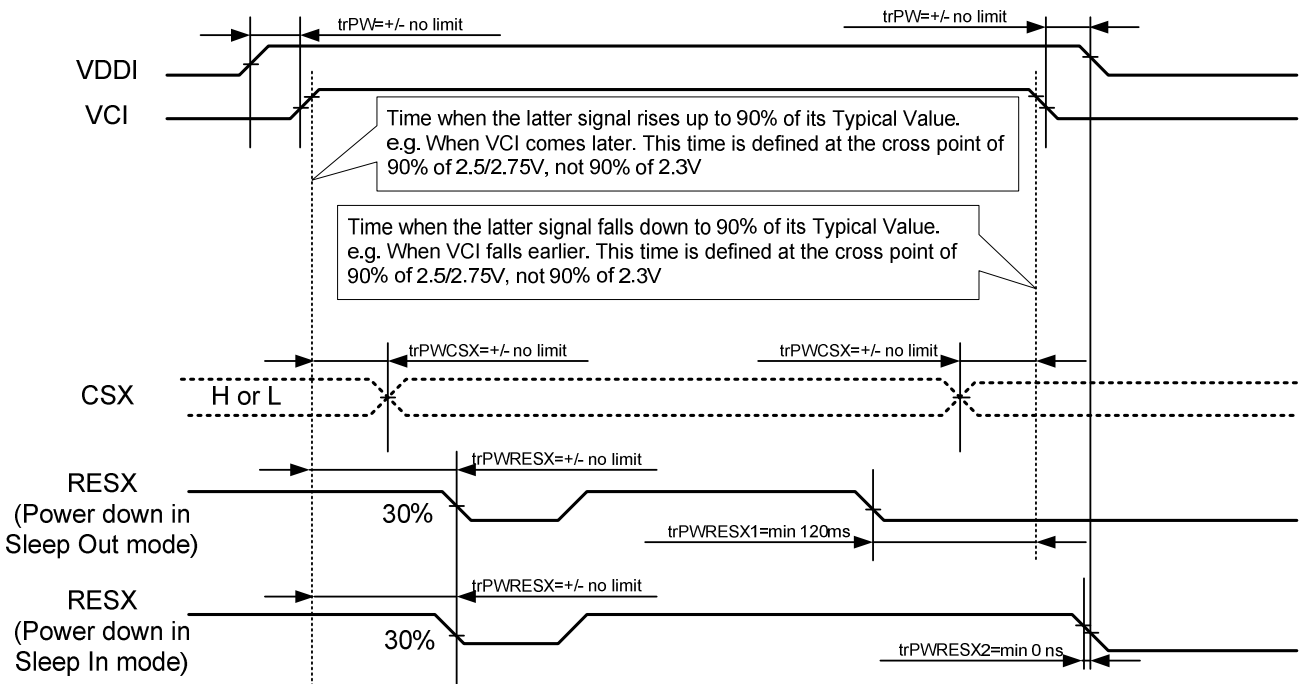 trPW=+/- no limit
trPW=+/- no limit
VDDI
VCI
Time when the latter signal rises up to 90% of its Typical Value.
e.g. When VCI comes later. This time is defined at the cross point of
90% of 2.5/2.75V, not 90% of 2.3V
Time when the latter signal falls down to 90% of its Typical Value.
e.g. When VCI falls earlier. This time is defined at the cross point of
90% of 2.5/2.75V, not 90% of 2.3V
trPWCSX=+/- no limit
trPWCSX=+/- no limit
CSX
H or L
trPWRESX=+/- no limit
RESX
(Power down in
Sleep Out mode)
30%
trPWRESX1=min 120ms
trPWRESX=+/- no limit
RESX
(Power down in
Sleep In mode)
30%
trPWRESX2=min 0 ns